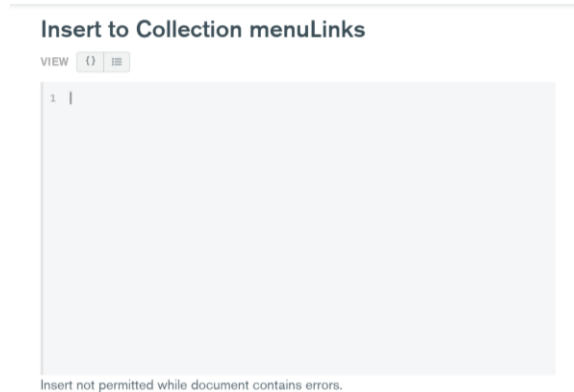 Insert to Collection menuLinks
VIEW {}
1
Insert not permitted while document contains errors.